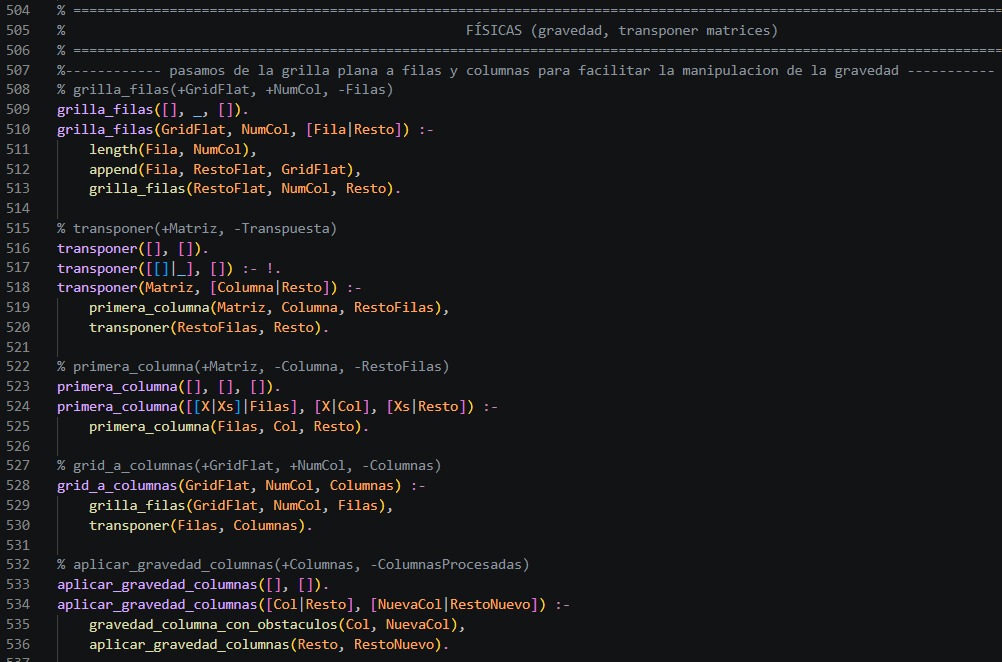 504 % ====================================================================================================================
505 % FÍSICAS (gravedad, transponer matrices)
506 % ====================================================================================================================
507 %------------ pasamos de la grilla plana a filas y columnas para facilitar la manipulacion de la gravedad -----------
508 % grilla_filas(+GridFlat, +NumCol, -Filas)
509 grilla_filas([], _, []).
510 grilla_filas(GridFlat, NumCol, [Fila|Resto]) :-
511     length(Fila, NumCol),
512     append(Fila, RestoFlat, GridFlat),
513     grilla_filas(RestoFlat, NumCol, Resto).
514
515 % transponer(+Matriz, -Transpuesta)
516 transponer([], []).
517 transponer([[]|_], []) :- !.
518 transponer(Matriz, [Columna|Resto]) :-
519     primera_columna(Matriz, Columna, RestoFilas),
520     transponer(RestoFilas, Resto).
521
522 % primera_columna(+Matriz, -Columna, -RestoFilas)
523 primera_columna([], [], []).
524 primera_columna([[X|Xs]|Filas], [X|Col], [Xs|Resto]) :-
525     primera_columna(Filas, Col, Resto).
526
527 % grid_a_columnas(+GridFlat, +NumCol, -Columnas)
528 grid_a_columnas(GridFlat, NumCol, Columnas) :-
529     grilla_filas(GridFlat, NumCol, Filas),
530     transponer(Filas, Columnas).
531
532 % aplicar_gravedad_columnas(+Columnas, -ColumnasProcesadas)
533 aplicar_gravedad_columnas([], []).
534 aplicar_gravedad_columnas([Col|Resto], [NuevaCol|RestoNuevo]) :-
535     gravedad_columna_con_obstaculos(Col, NuevaCol),
536     aplicar_gravedad_columnas(Resto, RestoNuevo).